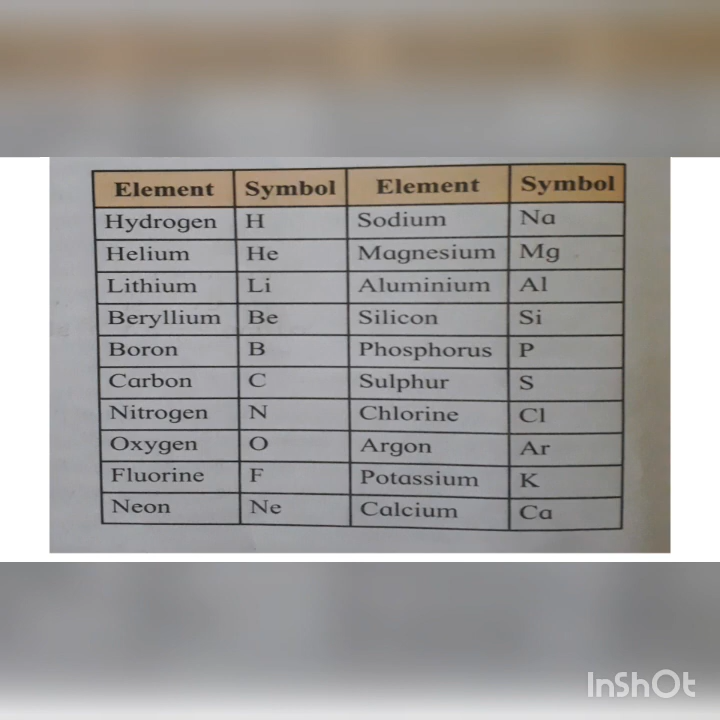 Element Symbol Element Symbol
Hydrogen H Sodium Na
Helium He Magnesium Mg
Lithium Li Aluminium Al
Beryllium Be Silicon Si
Boron B Phosphorus P
Carbon C Sulphur S
Nitrogen N Chlorine Cl
Oxygen O Argon Ar
Fluorine F Potassium K
Neon Ne Calcium Ca
InShOt